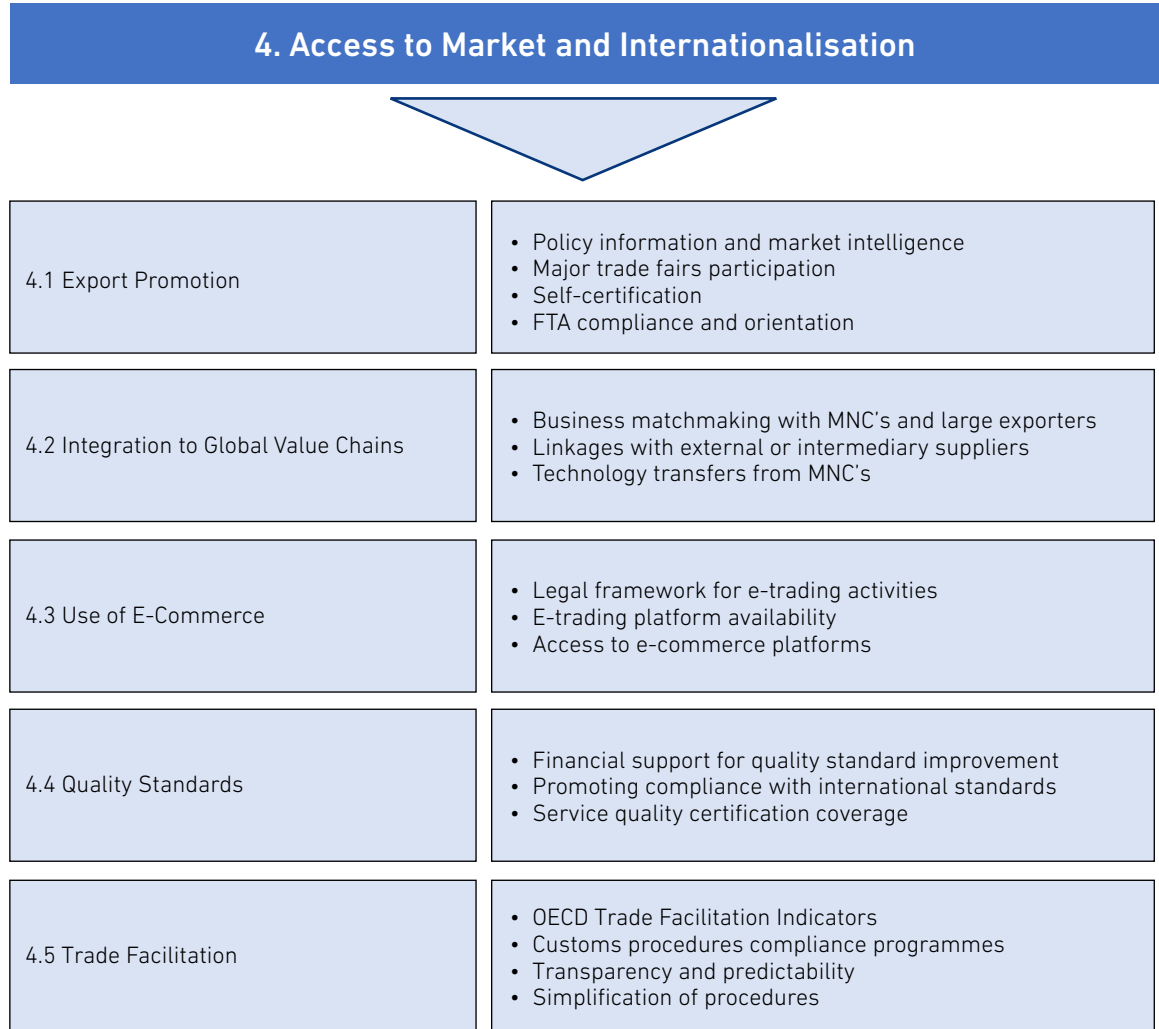 4. Access to Market and Internationalisation
4.1 Export Promotion
• Policy information and market intelligence
• Major trade fairs participation
• Self-certification
• FTA compliance and orientation
4.2 Integration to Global Value Chains
• Business matchmaking with MNC's and large exporters
• Linkages with external or intermediary suppliers
• Technology transfers from MNC's
4.3 Use of E-Commerce
• Legal framework for e-trading activities
• E-trading platform availability
• Access to e-commerce platforms
4.4 Quality Standards
• Financial support for quality standard improvement
• Promoting compliance with international standards
• Service quality certification coverage
4.5 Trade Facilitation
• OECD Trade Facilitation Indicators
• Customs procedures compliance programmes
• Transparency and predictability
• Simplification of procedures